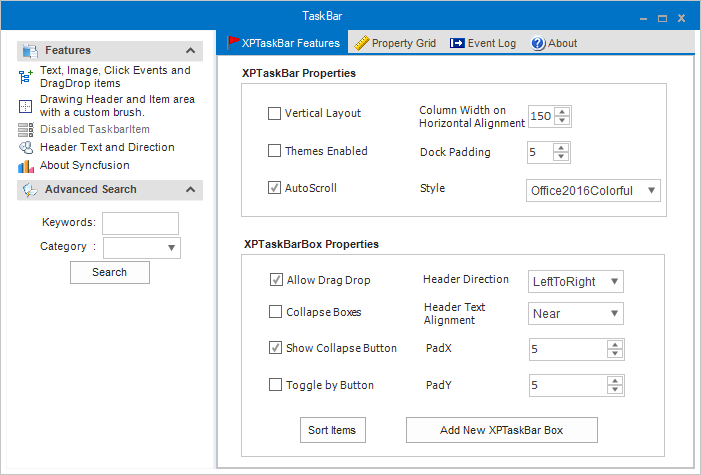 TaskBar
Features
Text, Image, Click Events and
DragDrop items
Drawing Header and Item area
with a custom brush.
Disabled TaskbarItem
Header Text and Direction
About Syncfusion
Advanced Search
Keywords:
Category :
Search
XPTaskBar Features Property Grid Event Log About
XPTaskBar Properties
Vertical Layout
Column Width on
Horizontal Alignment
150
Themes Enabled
Dock Padding
5
AutoScroll
Style
Office2016Colorful
XPTaskBarBox Properties
Allow Drag Drop
Header Direction
LeftToRight
Collapse Boxes
Header Text
Alignment
Near
Show Collapse Button
PadX
5
Toggle by Button
PadY
5
Sort Items
Add New XPTaskBar Box